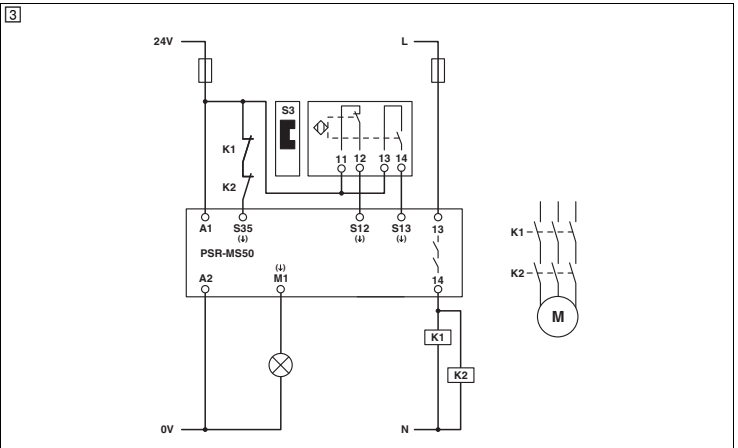 3
24V
L
S3
K1
11 12 13 14
K2
A1 S35 S12 S13 13
(↓) (↓) (↓)
PSR-MS50
(↓)
A2 M1 14
K1
K2
M
K1
K2
0V N